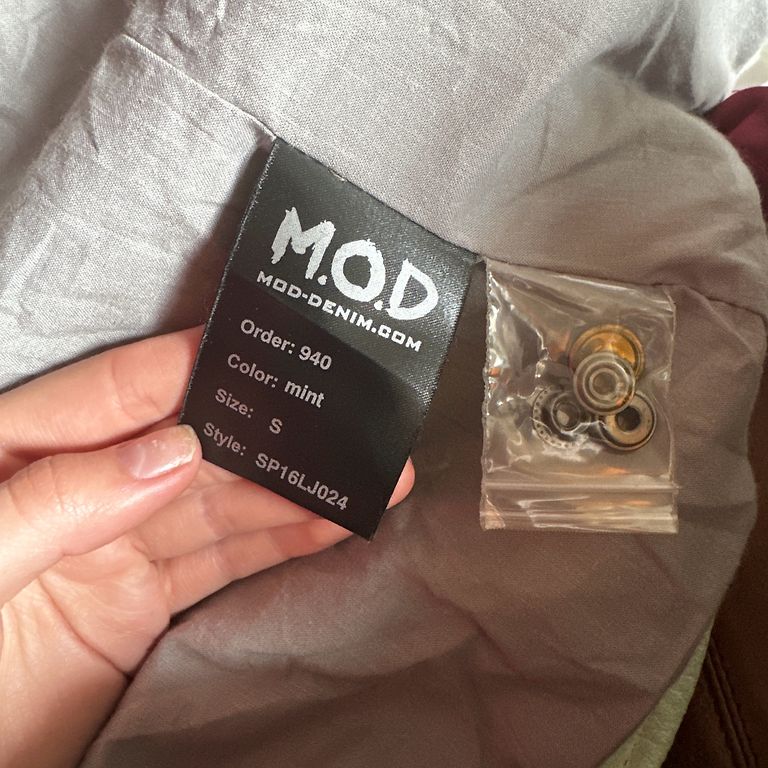 M.O.D
MOD-DENIM.COM
Order: 940
Color: mint
Size: S
Style: SP16LJ024